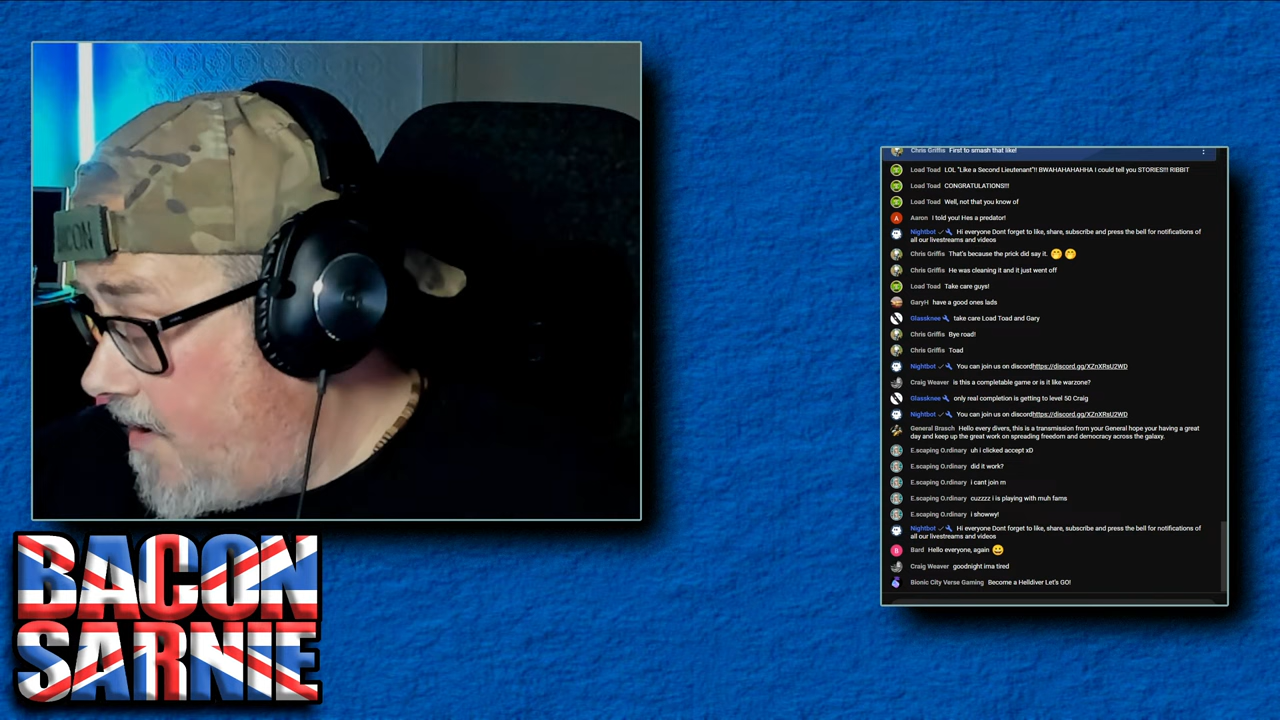 BACON
Chris Griffis First to smash that like!
Load Toad LOL "Like a Second Lieutenant"!! BWAHAHAHAHHA I could tell you STORIES!!! RIBBIT
Load Toad CONGRATULATIONS!!!
Load Toad Well, not that you know of
A Aaron I told you! Hes a predator!
Nightbot Hi everyone Dont forget to like, share, subscribe and press the bell for notifications of
all our livestreams and videos
Chris Griffis That's because the prick did say it. 🤭🤭
Chris Griffis He was cleaning it and it just went off
Load Toad Take care guys!
GaryH have a good ones lads
Glassknee take care Load Toad and Gary
Chris Griffis Bye road!
Chris Griffis Toad
Nightbot You can join us on discordhttps://discord.gg/XZnXRsU2WD
Craig Weaver is this a completable game or is it like warzone?
Glassknee only real completion is getting to level 50 Craig
Nightbot You can join us on discordhttps://discord.gg/XZnXRsU2WD
General Brasch Hello every divers, this is a transmission from your General hope your having a great
day and keep up the great work on spreading freedom and democracy across the galaxy.
E.scaping O.rdinary uh i clicked accept xD
E.scaping O.rdinary did it work?
E.scaping O.rdinary i cant join m
E.scaping O.rdinary cuzzzz i is playing with muh fams
E.scaping O.rdinary i showwy!
Nightbot Hi everyone Dont forget to like, share, subscribe and press the bell for notifications of
all our livestreams and videos
B Bard Hello everyone, again 😀
Craig Weaver goodnight ima tired
Bionic City Verse Gaming Become a Helldiver Let's GO!
BACON
SARNIE